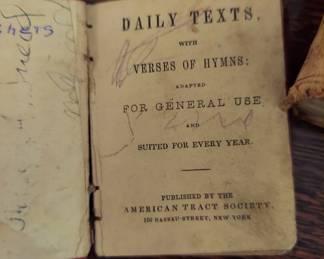 DAILY TEXTS,
WITH
VERSES OF HYMNS;
ADAPTED
FOR GENERAL USE
AND
SUITED FOR EVERY YEAR.
PUBLISHED BY THE
AMERICAN TRACT SOCIETY,
150 NASSAU-STREET, NEW YORK